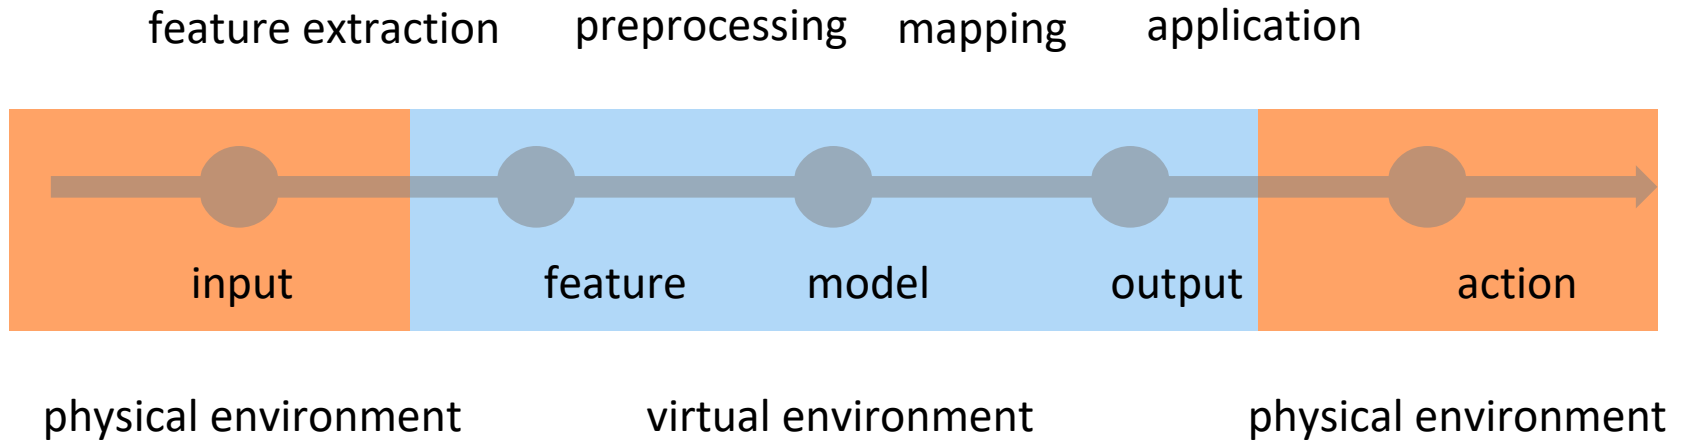 feature extraction preprocessing mapping application
input feature model output action
physical environment virtual environment physical environment